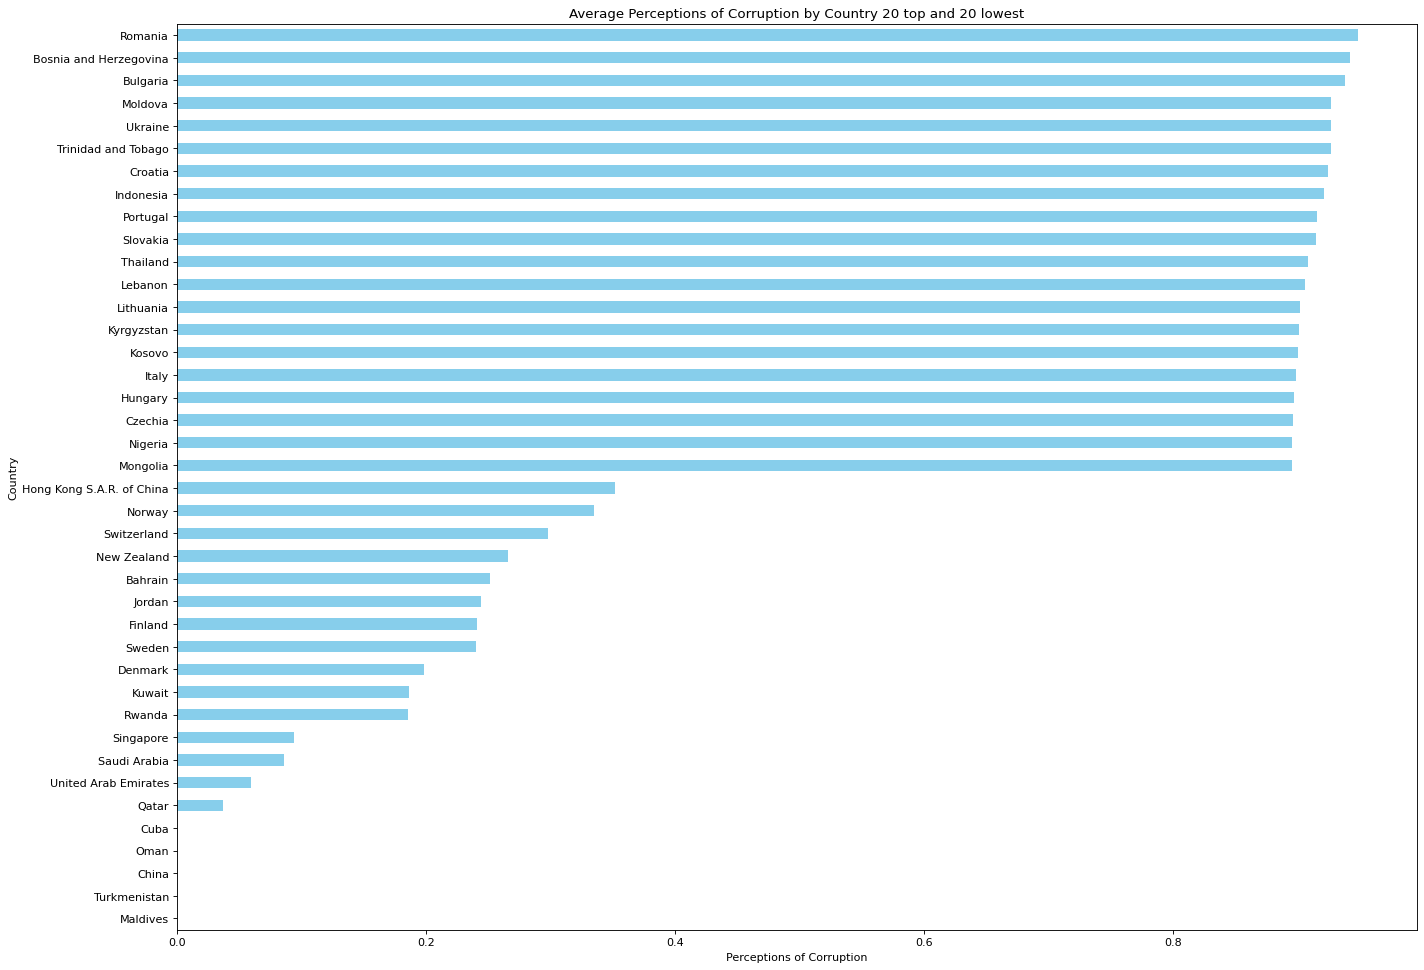 Average Perceptions of Corruption by Country 20 top and 20 lowest
Romania
Bosnia and Herzegovina
Bulgaria
Moldova
Ukraine
Trinidad and Tobago
Croatia
Indonesia
Portugal
Slovakia
Thailand
Lebanon
Lithuania
Kyrgyzstan
Kosovo
Italy
Hungary
Czechia
Nigeria
Mongolia
Hong Kong S.A.R. of China
Norway
Switzerland
New Zealand
Bahrain
Jordan
Finland
Sweden
Denmark
Kuwait
Rwanda
Singapore
Saudi Arabia
United Arab Emirates
Qatar
Cuba
Oman
China
Turkmenistan
Maldives
Country
0.0 0.2 0.4 0.6 0.8
Perceptions of Corruption